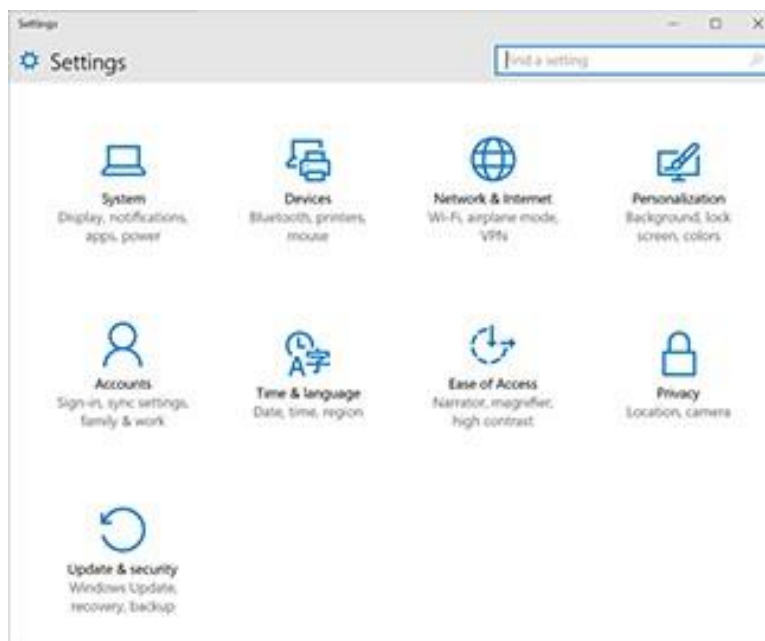 Settings
Settings
Find a setting
System
Display, notifications,
apps, power
Devices
Bluetooth, printers,
mouse
Network & Internet
Wi-Fi, airplane mode,
VPN
Personalization
Background, lock
screen, colors
Accounts
Sign-in, sync settings,
family & work
Time & language
Date, time, region
Ease of Access
Narrator, magnifier,
high contrast
Privacy
Location, camera
Update & security
Windows Update,
recovery, backup